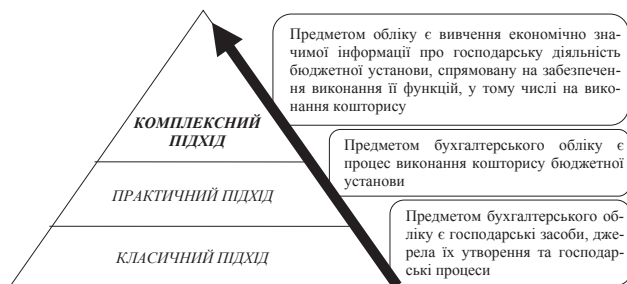 Предметом обліку є вивчення економічно зна-
чимої інформації про господарську діяльність
бюджетної установи, спрямовану на забезпечен-
ня виконання її функцій, у тому числі на вико-
нання кошторису
КОМПЛЕКСНИЙ
ПІДХІД
Предметом бухгалтерського обліку є
процес виконання кошторису бюджетної
установи
ПРАКТИЧНИЙ ПІДХІД
Предметом бухгалтерського об-
ліку є господарські засоби, дже-
рела їх утворення та господар-
ські процеси
КЛАСИЧНИЙ ПІДХІД